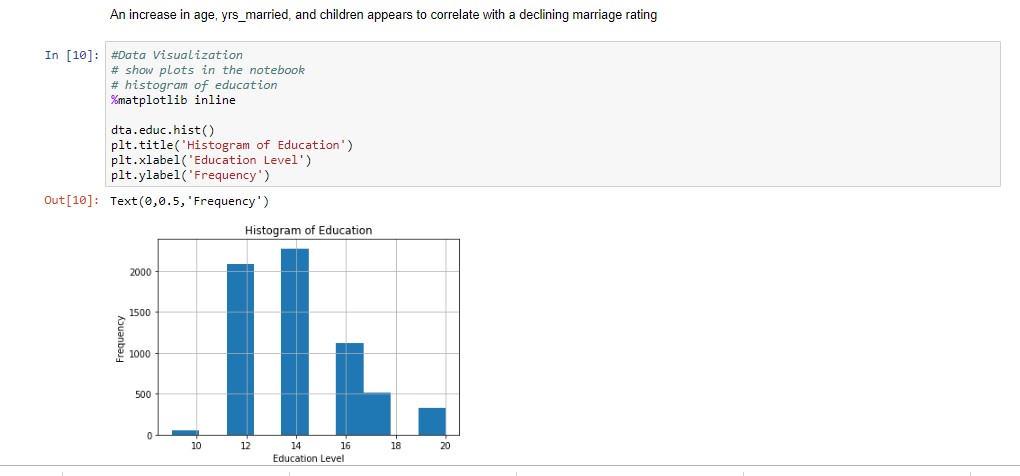 An increase in age, yrs_married, and children appears to correlate with a declining marriage rating
In [10]: #Data Visualization
# show plots in the notebook
# histogram of education
%matplotlib inline
dta.educ.hist()
plt.title('Histogram of Education')
plt.xlabel('Education Level')
plt.ylabel('Frequency')
Out[10]: Text(0,0.5,'Frequency')
Histogram of Education
2000
1500
1000
500
0
Frequency
10 12 14 16 18 20
Education Level